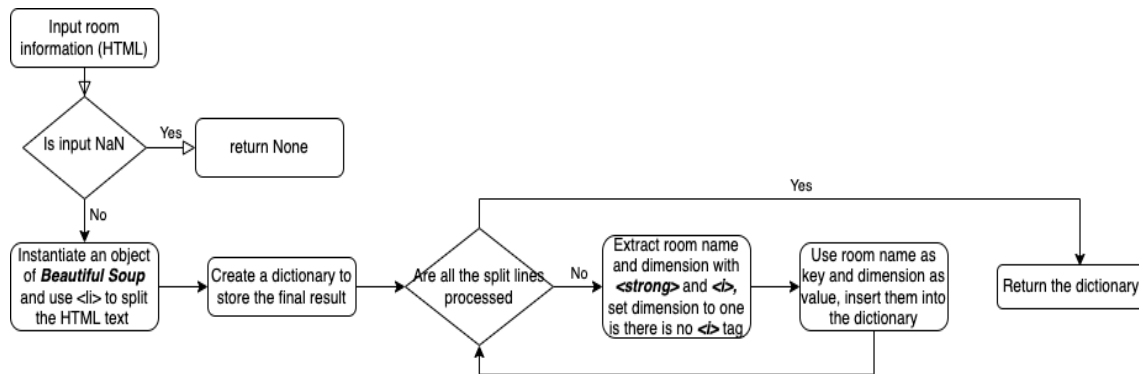 Input room
information (HTML)
Is input NaN
Yes
return None
No
Instantiate an object
of Beautiful Soup
and use <li> to split
the HTML text
Create a dictionary to
store the final result
Are all the split lines
processed
Yes
No
Extract room name
and dimension with
<strong> and <i>,
set dimension to one
is there is no <i> tag
Use room name as
key and dimension as
value, insert them into
the dictionary
Return the dictionary